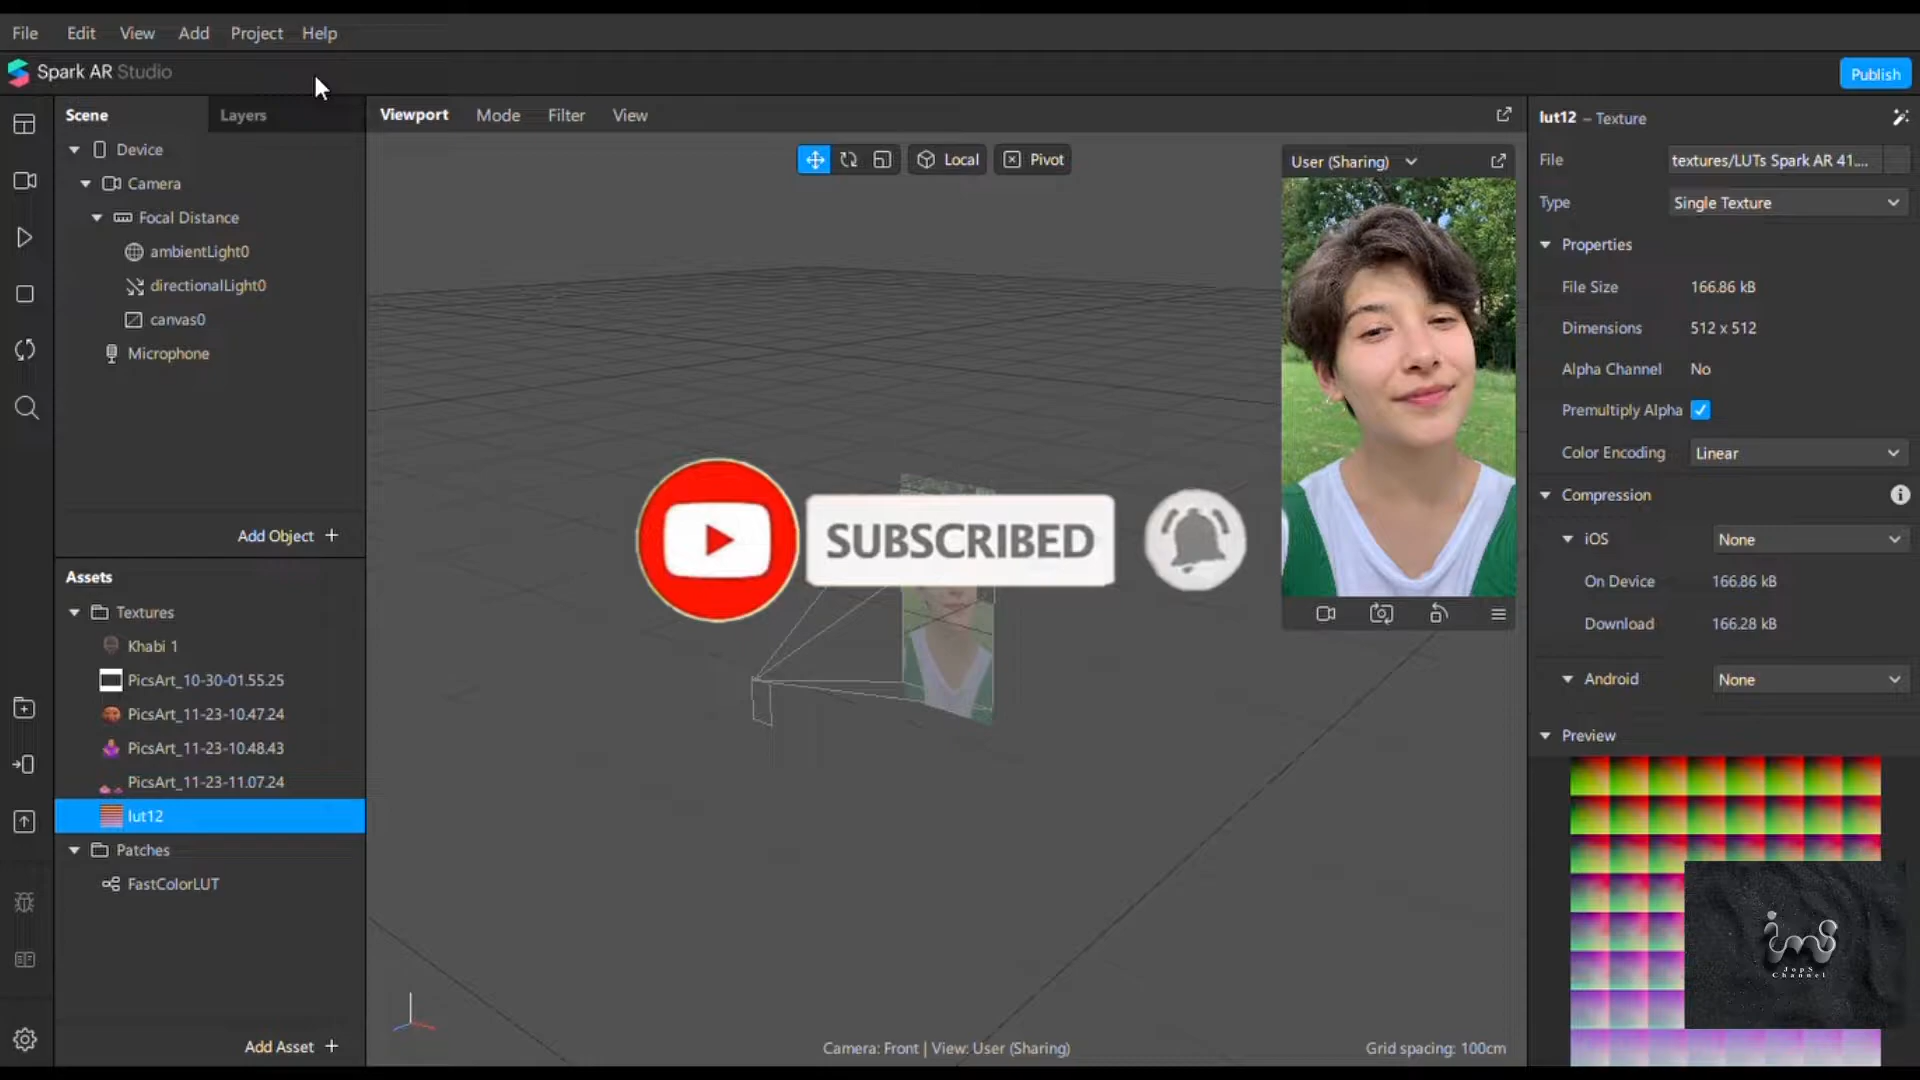 File Edit View Add Project Help
Spark AR Studio
Publish
Scene Layers
Device
Camera
Focal Distance
ambientLight0
directionalLight0
canvas0
Microphone
Add Object +
Assets
Textures
Khabi 1
PicsArt_10-30-01.55.25
PicsArt_11-23-10.47.24
PicsArt_11-23-10.48.43
PicsArt_11-23-11.07.24
lut12
Patches
FastColorLUT
Add Asset +
Viewport Mode Filter View
Local Pivot
User (Sharing)
SUBSCRIBED
Camera: Front | View: User (Sharing)
Grid spacing: 100cm
lut12 – Texture
File textures/LUTs Spark AR 41....
Type Single Texture
Properties
File Size 166.86 kB
Dimensions 512 x 512
Alpha Channel No
Premultiply Alpha
Color Encoding Linear
Compression
iOS None
On Device 166.86 kB
Download 166.28 kB
Android None
Preview
JmS
JopS
Channel